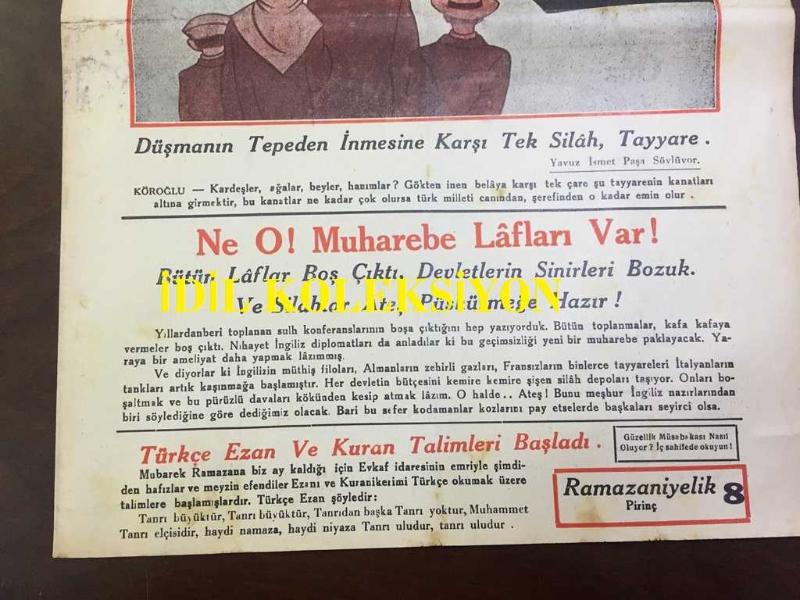 Düşmanın Tepeden İnmesine Karşı Tek Silâh, Tayyare .
Yavuz İsmet Paşa Söylüyor.
KÖROĞLU — Kardeşler, ağalar, beyler, hanımlar? Gökten inen belâya karşı tek çare şu tayyarenin kanatları
altına girmektir, bu kanatlar ne kadar çok olursa türk milleti canından, şerefinden o kadar emin olur .
Ne O! Muharebe Lâfları Var!
Bütün Lâflar Boş Çıktı. Devletlerin Sinirleri Bozuk.
İDİL KOLEKSİYON
Ve Silahlar Ateş Püskürmeğe Hazır !
Yıllardanberi toplanan sulh konferanslarının boşa çıktığını hep yazıyorduk. Bütün toplanmalar, kafa kafaya
vermeler boş çıktı. Nihayet İngiliz diplomatları da anladılar ki bu geçimsizliği yeni bir muharebe paklayacak. Ya-
raya bir ameliyat daha yapmak lâzımmış.
Ve diyorlar ki İngilizin müthiş filoları, Almanların zehirli gazları, Fransızların binlerce tayyareleri İtalyanların
tankları artık kaşınmağa başlamıştır. Her devletin bütçesini kemire kemire şişen silâh depoları taşıyor. Onları bo-
şaltmak ve bu pürüzlü davaları kökünden kesip atmak lâzım. O halde.. Ateş! Bunu meşhur İngiliz nazırlarından
biri söylediğine göre dediğimiz olacak. Bari bu sefer kodamanlar kozlarını pay etselerde başkaları seyirci olsa.
Türkçe Ezan Ve Kuran Talimleri Başladı .
Mubarek Ramazana biz ay kaldığı için Evkaf idaresinin emriyle şimdi-
den hafızlar ve meyzin efendiler Ezanı ve Kuranikerimi Türkçe okumak üzere
talimlere başlamışlardır. Türkçe Ezan şöyledir:
Tanrı büyüktür, Tanrı büyüktür, Tanrıdan başka Tanrı yoktur, Muhammet
Tanrı elçisidir, haydi namaza, haydi niyaza Tanrı uludur, tanrı uludur .
Güzellik Müsabakası Nasıl
Oluyor? İç sahifede okuyun!
Ramazaniyelik 8
Pirinç